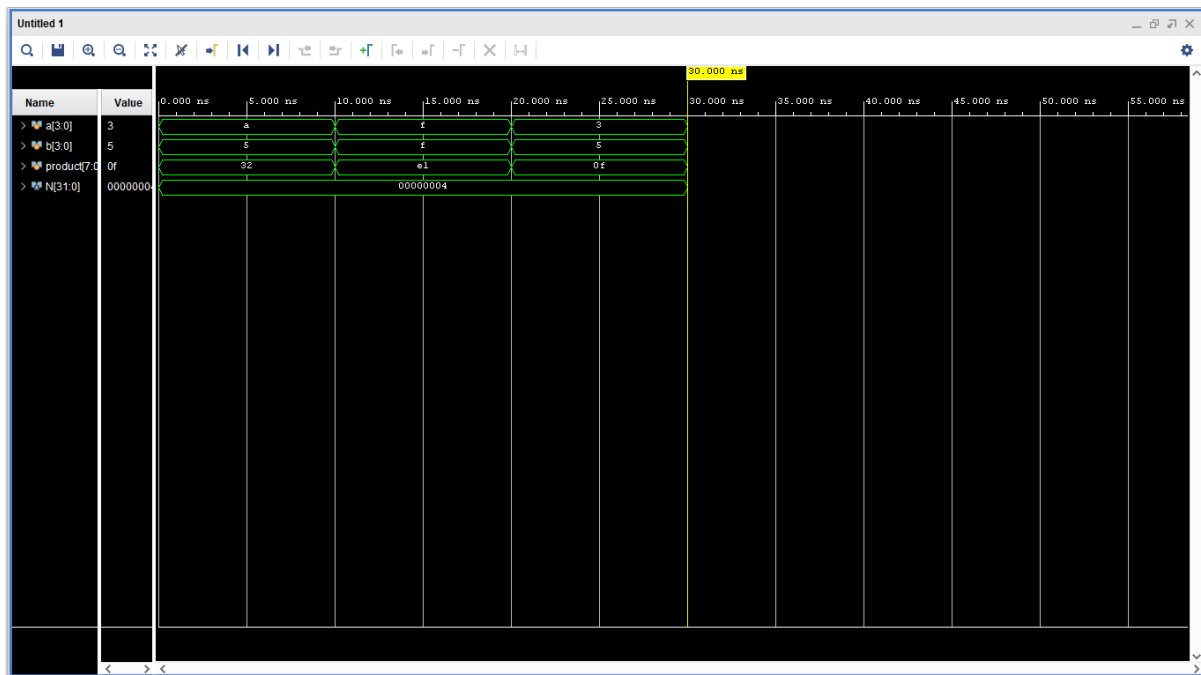 Untitled 1
30.000 ns
Name Value 0.000 ns 5.000 ns 10.000 ns 15.000 ns 20.000 ns 25.000 ns 30.000 ns 35.000 ns 40.000 ns 45.000 ns 50.000 ns 55.000 ns
a[3:0] 3 a f 3
b[3:0] 5 5 f 5
product[7:0 0f 32 e1 0f
N[31:0] 0000000 00000004